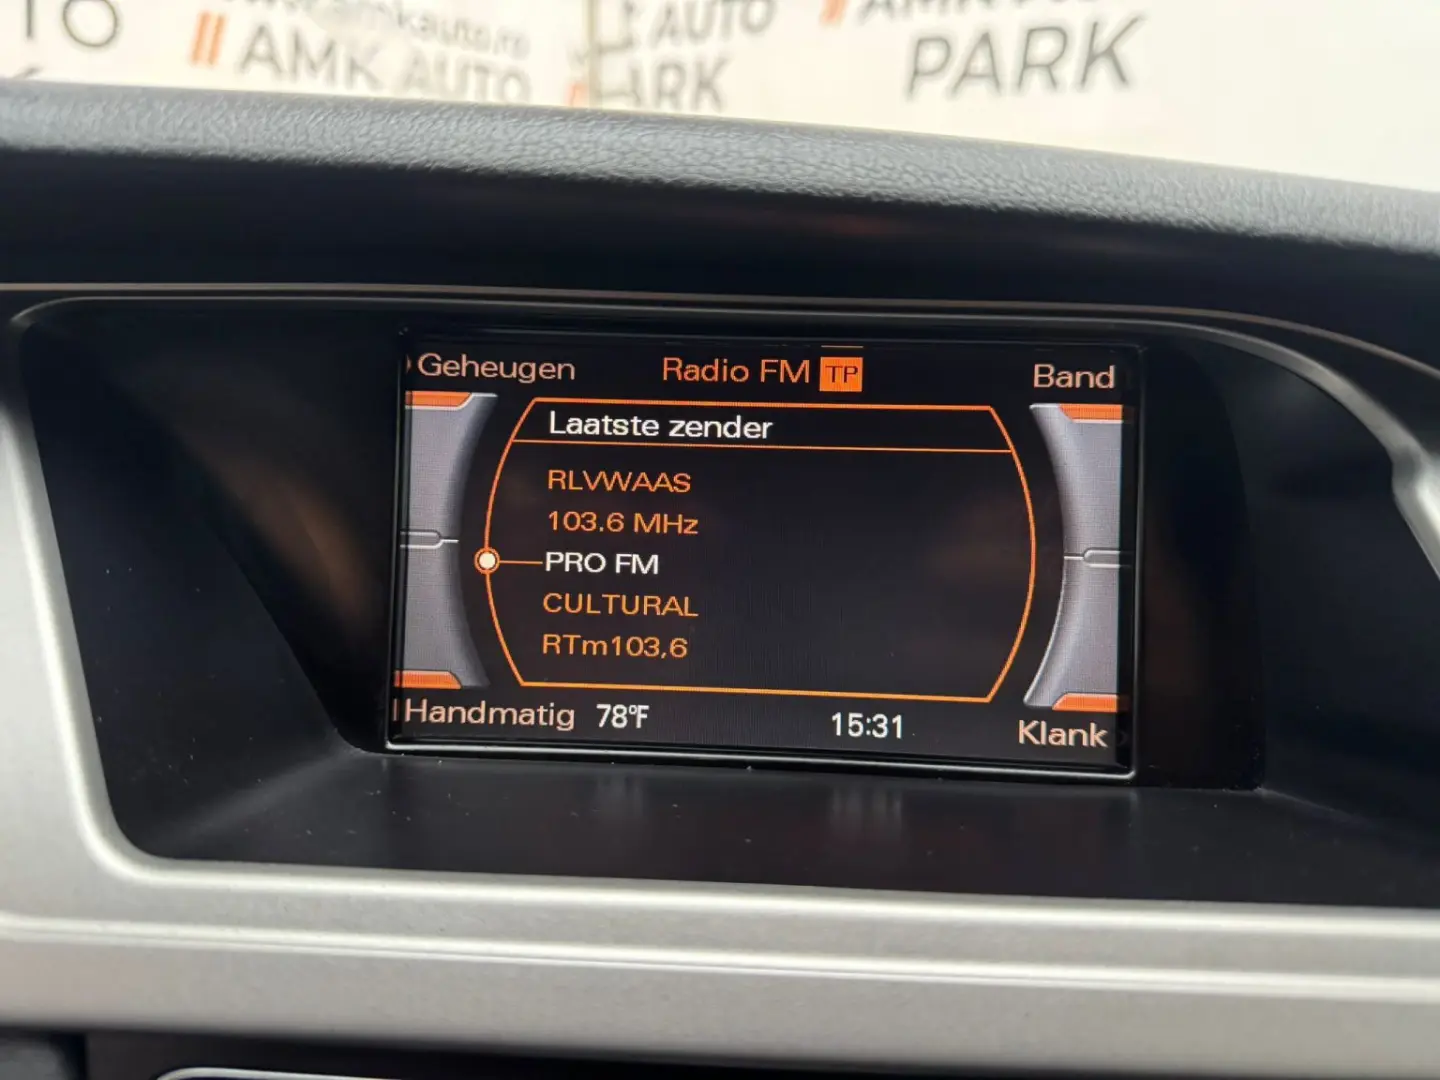 AMK AUTO
AUTO
PARK
Geheugen
Radio FM TP
Band
Laatste zender
RLVWAAS
103.6 MHz
PRO FM
CULTURAL
RTm103,6
Handmatig
78°F
15:31
Klank